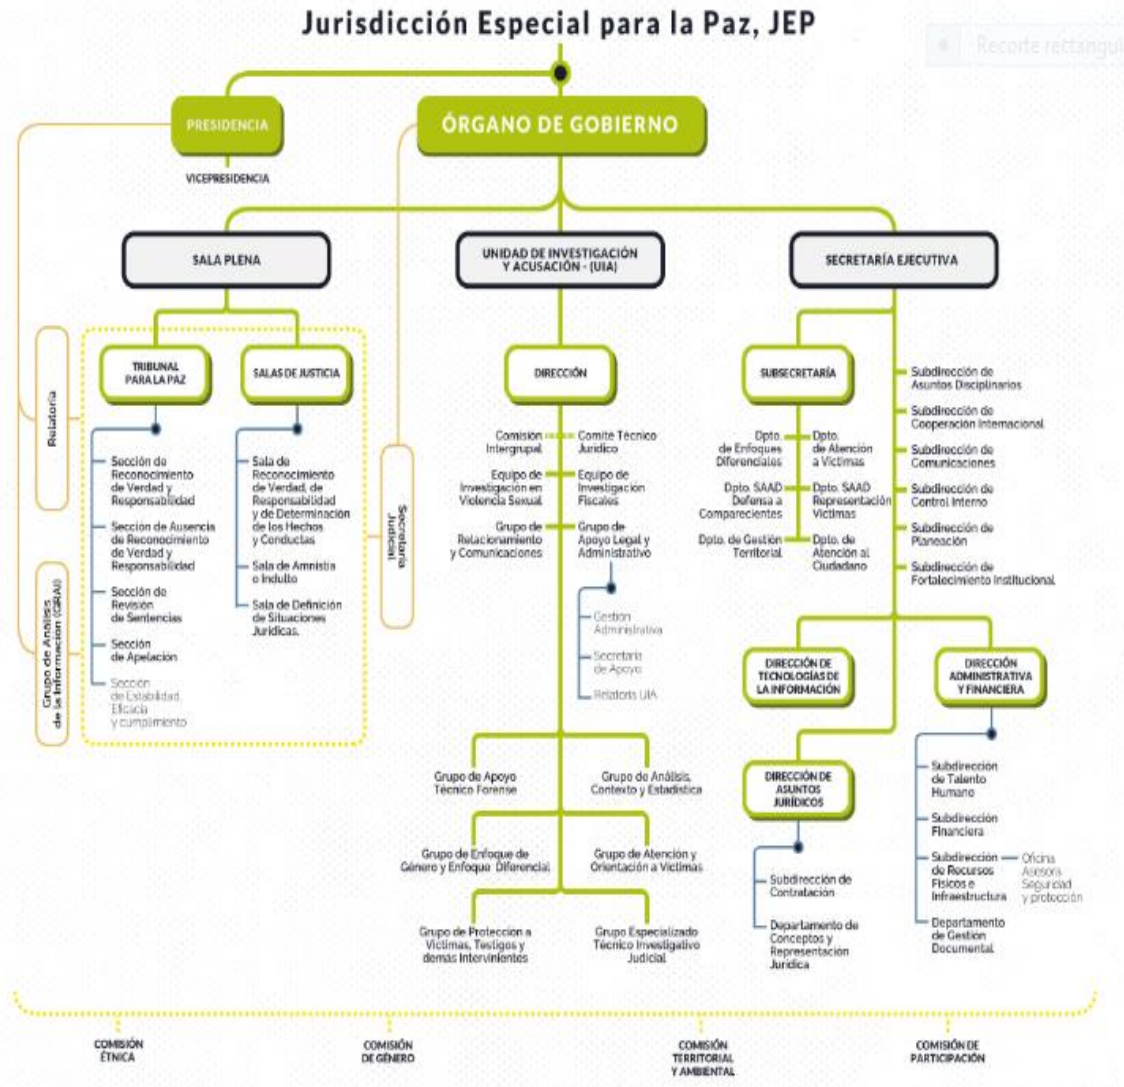 Jurisdicción Especial para la Paz, JEP
Recorte rectangul
PRESIDENCIA
ÓRGANO DE GOBIERNO
VICEPRESIDENCIA
SALA PLENA
UNIDAD DE INVESTIGACIÓN
Y ACUSACIÓN - (UIA)
SECRETARÍA EJECUTIVA
Relatoría
Grupo de Análisis
de la Información (GRAI)
TRIBUNAL
PARA LA PAZ
SALAS DE JUSTICIA
Sección de
Reconocimiento
de Verdad y
Responsabilidad
Sección de Ausencia
de Reconocimiento
de Verdad y
Responsabilidad
Sección de
Revisión
de Sentencias
Sección
de Apelación
Sección
de Estabilidad,
Eficacia
y cumplimiento
Sala de
Reconocimiento
de Verdad, de
Responsabilidad
y de Determinación
de los Hechos
y Conductas
Sala de Amnistía
o Indulto
Sala de Definición
de Situaciones
Jurídicas.
Secretaría
Judicial
DIRECCIÓN
Comisión
Intergrupal
Comité Técnico
Jurídico
Equipo de
Investigación en
Violencia Sexual
Equipo de
Investigación
Fiscales
Grupo de
Relacionamiento
y Comunicaciones
Grupo de
Apoyo Legal y
Administrativo
Gestión
Administrativa
Secretaría
de Apoyo
Relatoría UIA
Grupo de Apoyo
Técnico Forense
Grupo de Análisis,
Contexto y Estadística
Grupo de Enfoque de
Género y Enfoque Diferencial
Grupo de Atención y
Orientación a Víctimas
Grupo de Protección a
Víctimas, Testigos y
demás Intervinientes
Grupo Especializado
Técnico Investigativo
Judicial
SUBSECRETARÍA
Dpto.
de Enfoques
Diferenciales
Dpto.
de Atención
a Víctimas
Dpto. SAAD
Defensa a
Comparecientes
Dpto. SAAD
Representación
Víctimas
Dpto. de Gestión
Territorial
Dpto. de
Atención al
Ciudadano
Subdirección de
Asuntos Disciplinarios
Subdirección de
Cooperación Internacional
Subdirección de
Comunicaciones
Subdirección de
Control Interno
Subdirección de
Planeación
Subdirección de
Fortalecimiento Institucional
DIRECCIÓN DE
TECNOLOGÍAS DE
LA INFORMACIÓN
DIRECCIÓN
ADMINISTRATIVA
Y FINANCIERA
DIRECCIÓN DE
ASUNTOS
JURÍDICOS
Subdirección de
Contratación
Departamento de
Conceptos y
Representación
Jurídica
Subdirección
de Talento
Humano
Subdirección
Financiera
Subdirección
de Recursos
Físicos e
Infraestructura
Oficina
Asesora
Seguridad
y protección
Departamento
de Gestión
Documental
COMISIÓN
ÉTNICA
COMISIÓN
DE GÉNERO
COMISIÓN
TERRITORIAL
Y AMBIENTAL
COMISIÓN DE
PARTICIPACIÓN